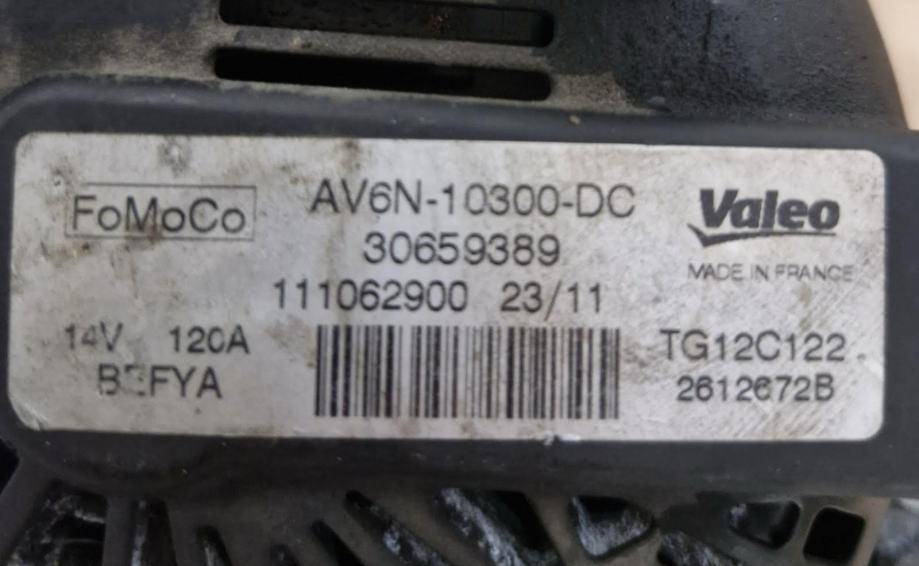 FoMoCo AV6N-10300-DC Valeo
30659389
MADE IN FRANCE
111062900 23/11
14V 120A TG12C122
2612672B